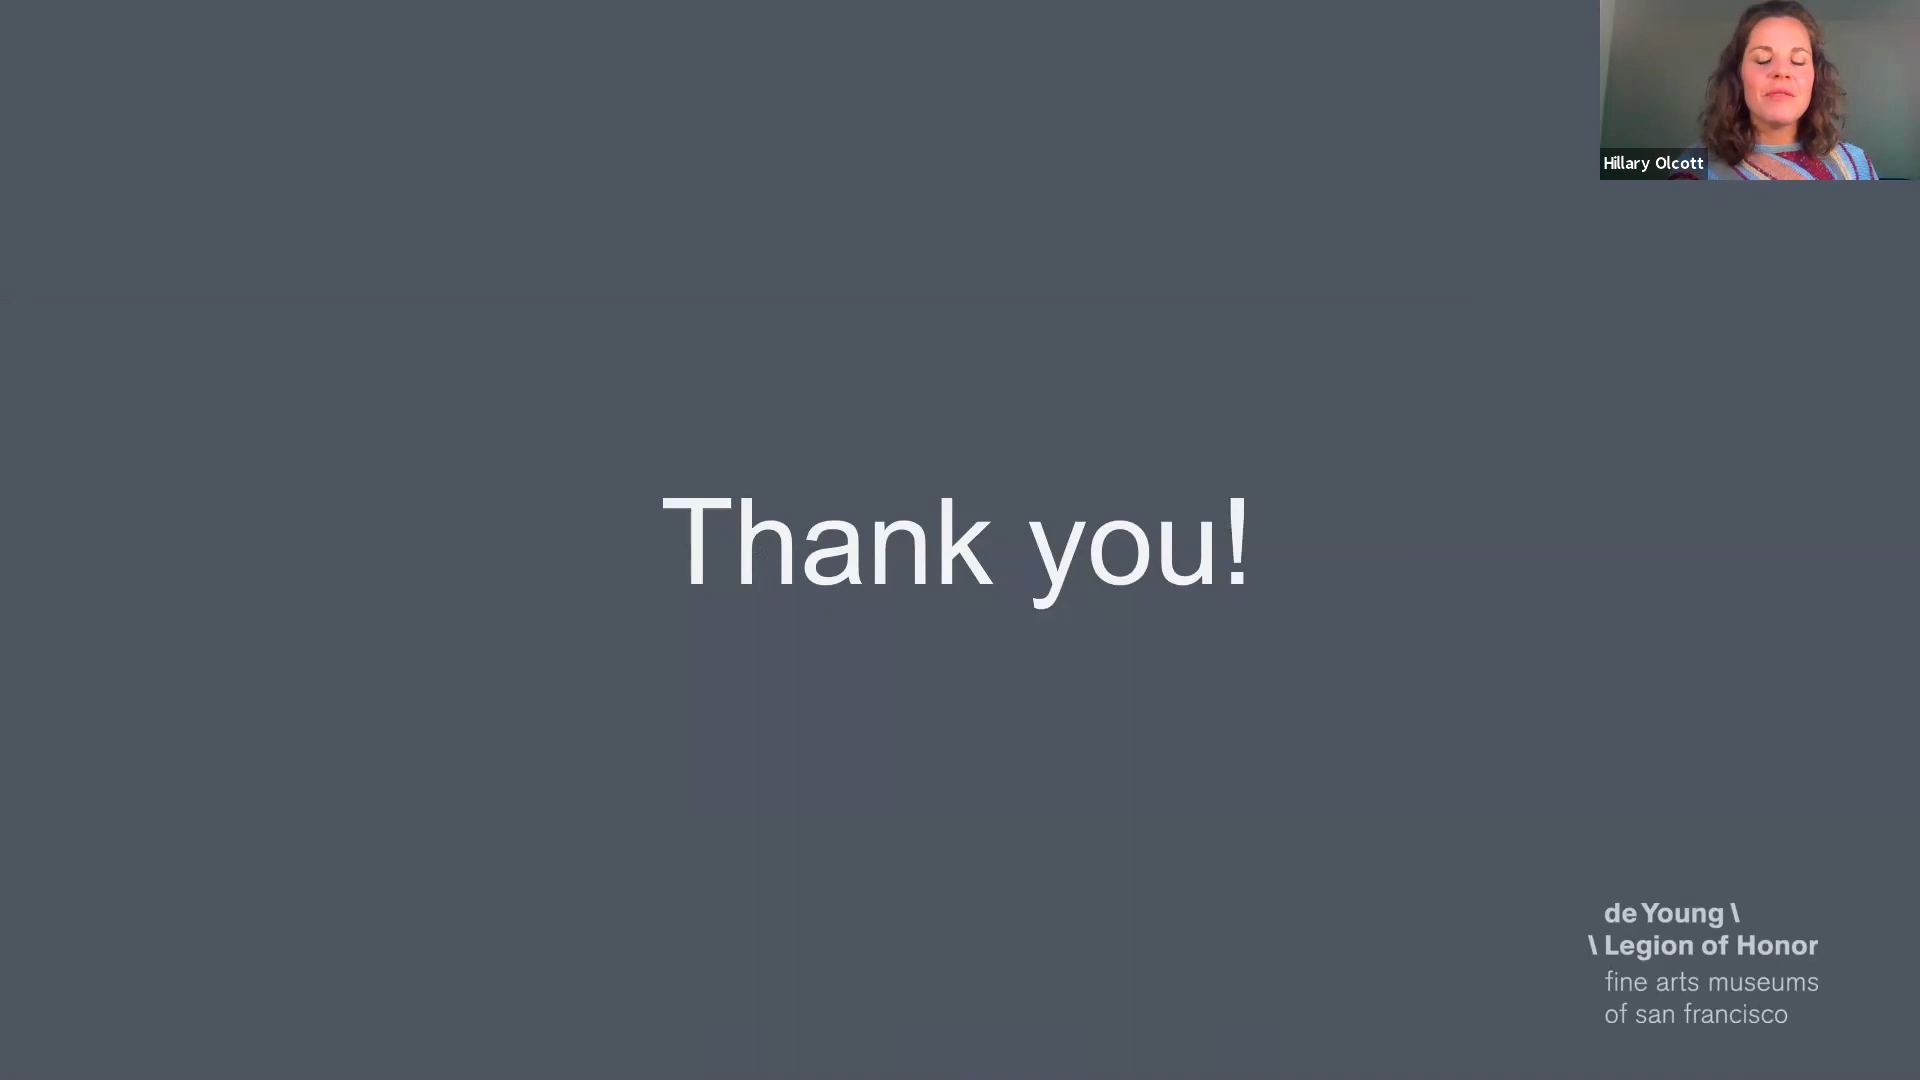 Hillary Olcott
Thank you!
de Young \
\ Legion of Honor
fine arts museums
of san francisco